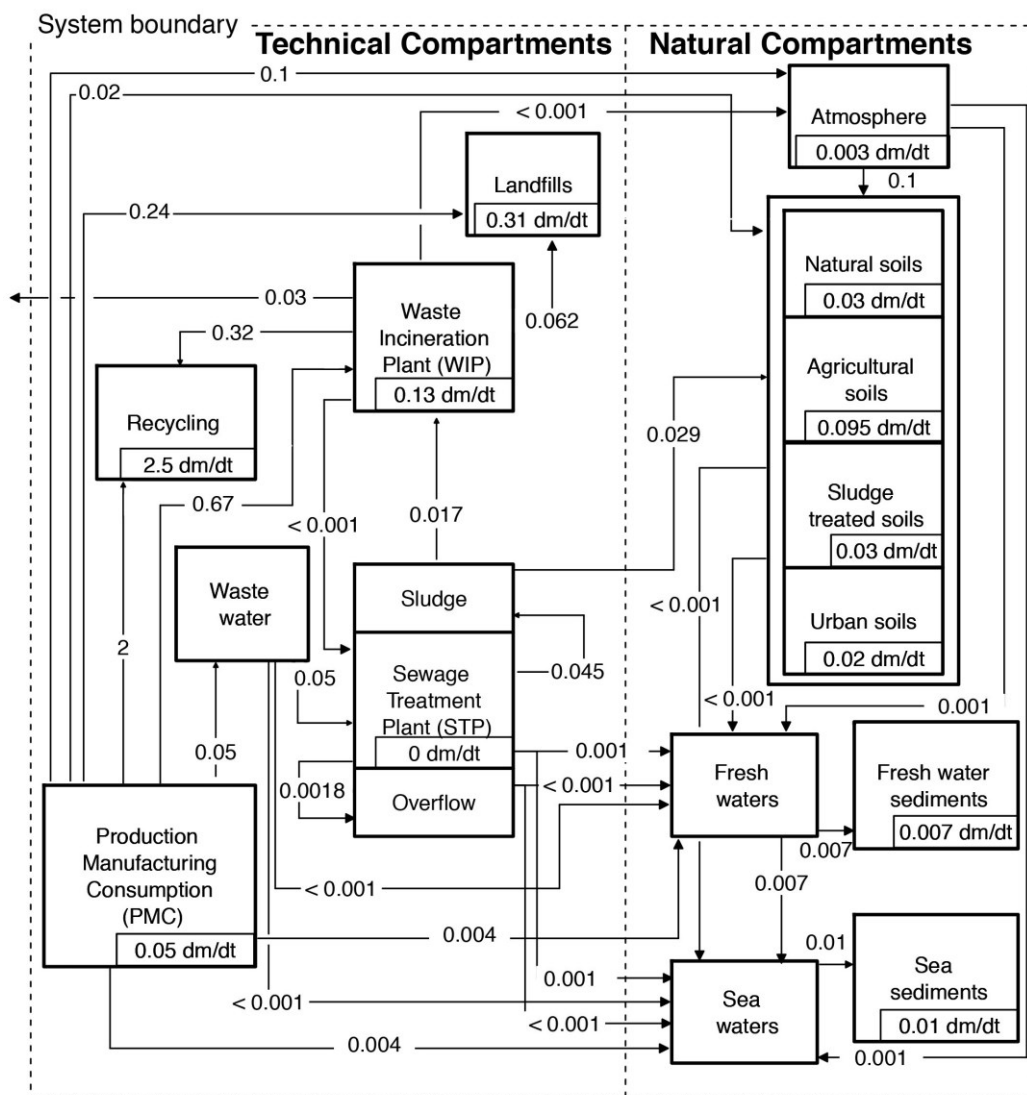 System boundary
Technical Compartments
Natural Compartments
0.1
0.02
< 0.001
Atmosphere
0.003 dm/dt
0.1
Landfills
0.31 dm/dt
0.24
Natural soils
0.03 dm/dt
0.03
Waste
Incineration
Plant (WIP)
0.13 dm/dt
0.062
0.32
Agricultural
soils
0.095 dm/dt
Recycling
2.5 dm/dt
0.029
0.67
< 0.001
0.017
Sludge
treated soils
0.03 dm/dt
Waste
water
Sludge
< 0.001
Urban soils
0.02 dm/dt
2
0.05
Sewage
Treatment
Plant (STP)
0 dm/dt
0.045
< 0.001
0.001
0.05
0.001
Fresh
waters
Fresh water
sediments
0.007 dm/dt
0.0018
Overflow
< 0.001
Production
Manufacturing
Consumption
(PMC)
0.05 dm/dt
0.007
< 0.001
0.007
0.004
0.01
0.001
Sea
waters
Sea
sediments
0.01 dm/dt
< 0.001
< 0.001
0.004
0.001